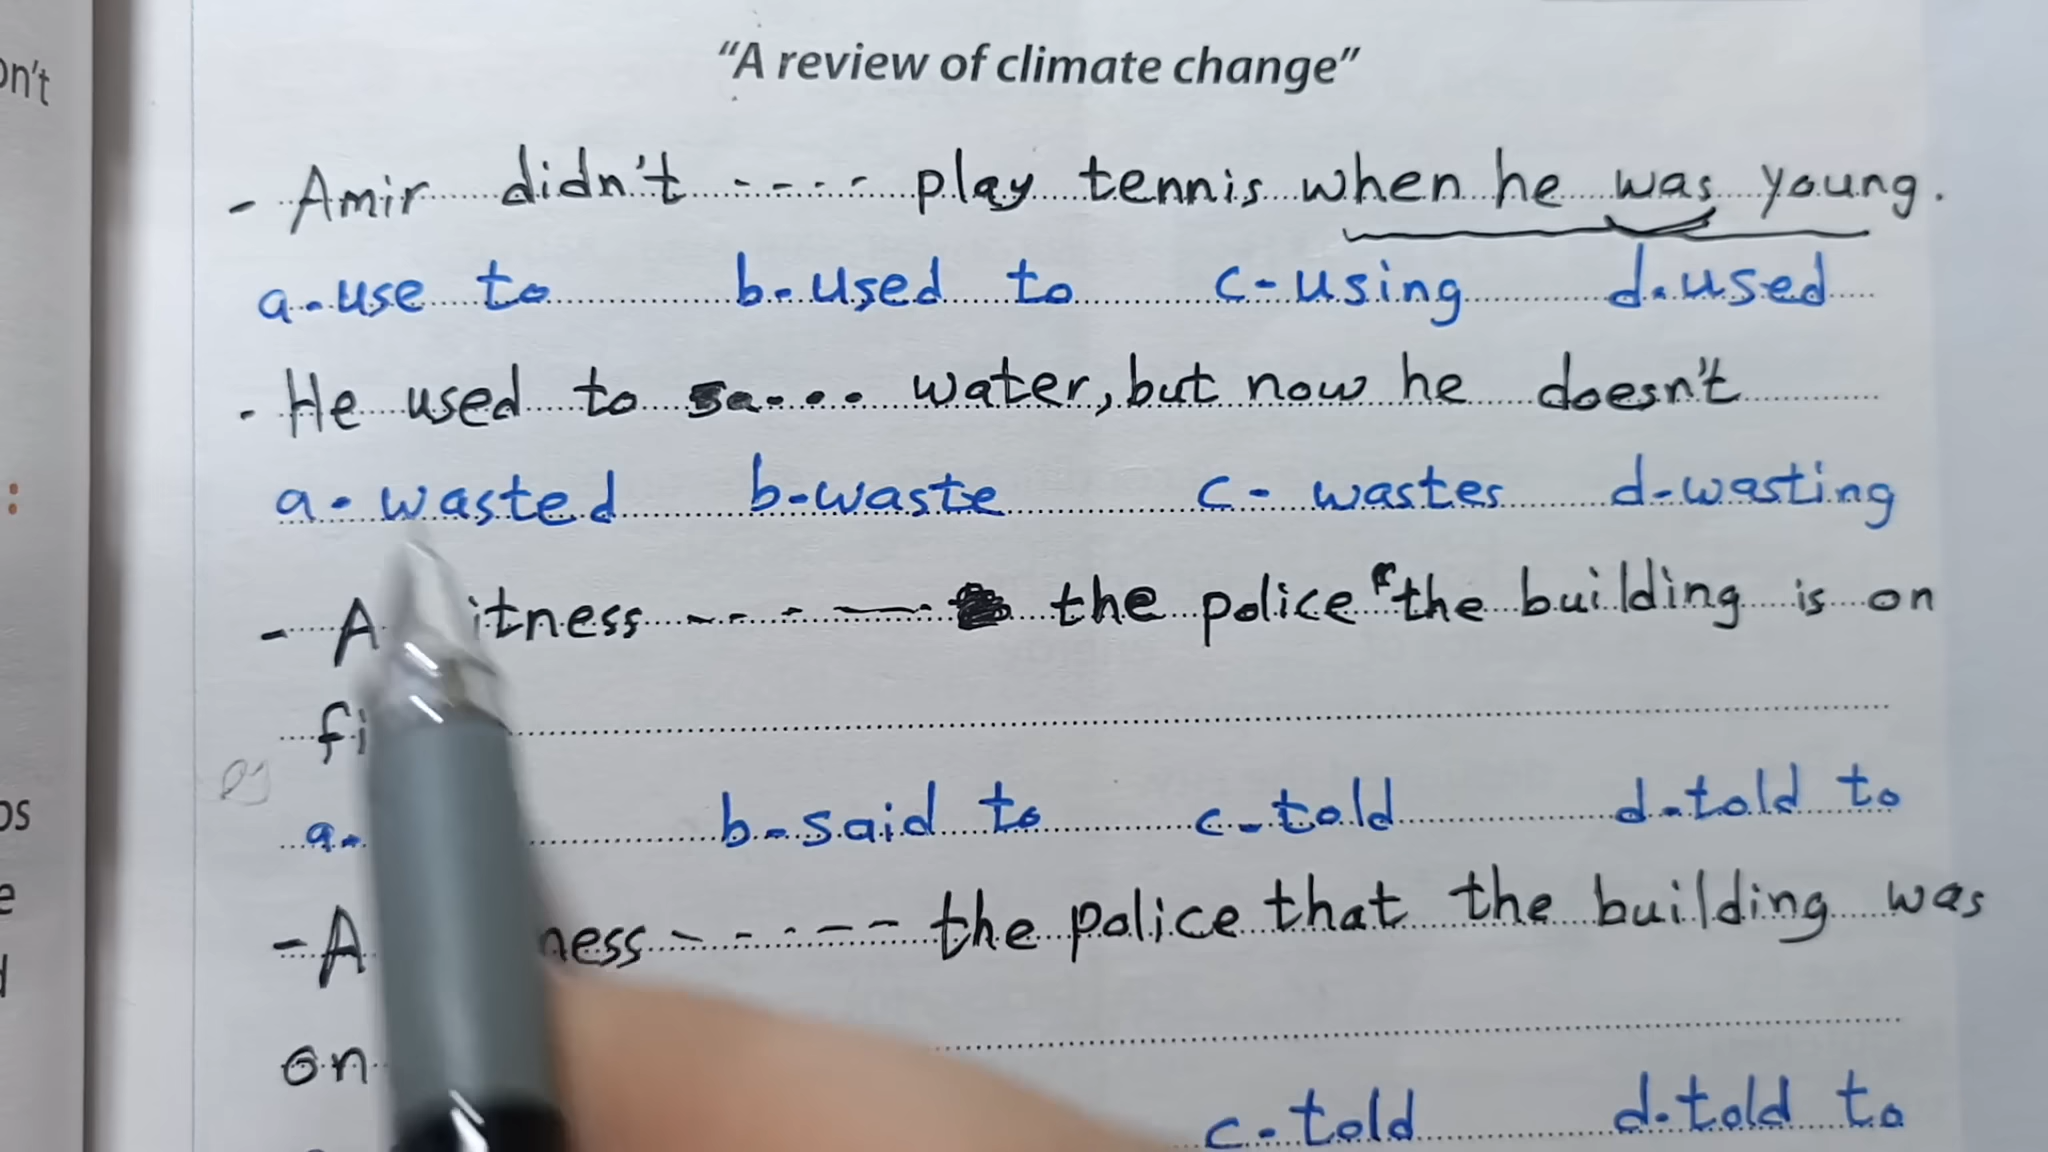 on't
"A review of climate change"
- Amir didn't ---- play tennis when he was young.
a-use to b-used to c-using d-used
- He used to .... water, but now he doesn't
a- wasted b-waste c- wastes d-wasting
- A itness ------ the police "the building is on
fi
a- b-said to c-told d-told to
-A ness ------ the police that the building was
on
c-told d-told to